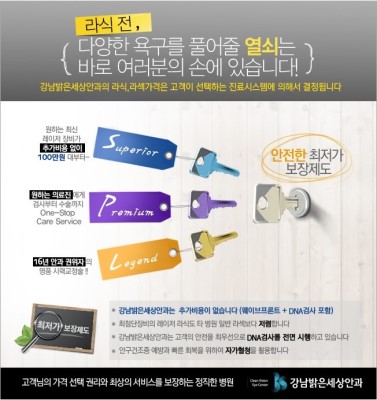 라식 전,
다양한 욕구를 풀어줄 열쇠는
바로 여러분의 손에 있습니다!
강남밝은세상안과의 라식,라섹가격은 고객이 선택하는 진료시스템에 의해서 결정됩니다
원하는 최신
레이저 장비가
추가비용 없이
100만원 대부터~
Superior
안전한 최저가
보장제도
원하는 의료진에게
검사부터 수술까지
One-Stop
Care Service
Premium
16년 안과 권위자의
명품 시력교정술!!
Legend
최저가! 보장제도
강남밝은세상안과는 추가비용이 없습니다 (웨이브프론트 + DNA검사 포함)
최첨단장비의 레이저 라식도 타 병원 일반 라섹보다 저렴합니다
강남밝은세상안과는 고객의 안전을 최우선으로 DNA검사를 전면 시행하고 있습니다
안구건조증 예방과 빠른 회복을 위하여 자가혈청을 활용합니다
고객님의 가격 선택 권리와 최상의 서비스를 보장하는 정직한 병원
강남밝은세상안과